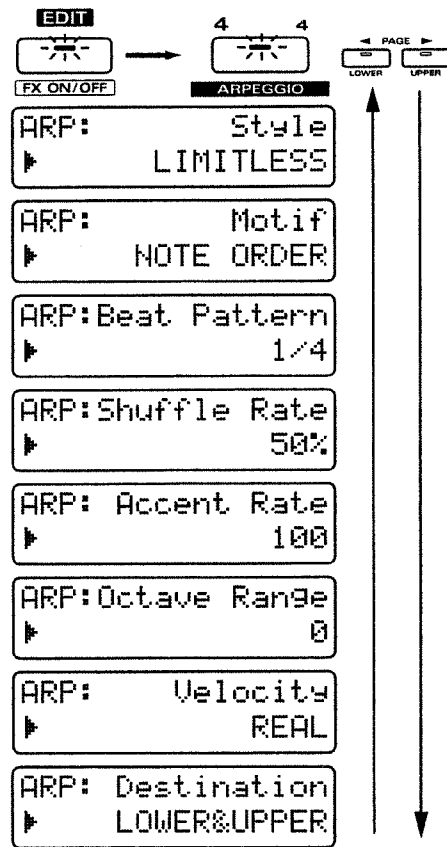 EDIT
4 4
◄ PAGE ►
FX ON/OFF
ARPEGGIO
LOWER UPPER
ARP: Style
LIMITLESS
ARP: Motif
NOTE ORDER
ARP:Beat Pattern
1/4
ARP:Shuffle Rate
50%
ARP: Accent Rate
100
ARP:Octave Range
0
ARP: Velocity
REAL
ARP: Destination
LOWER&UPPER